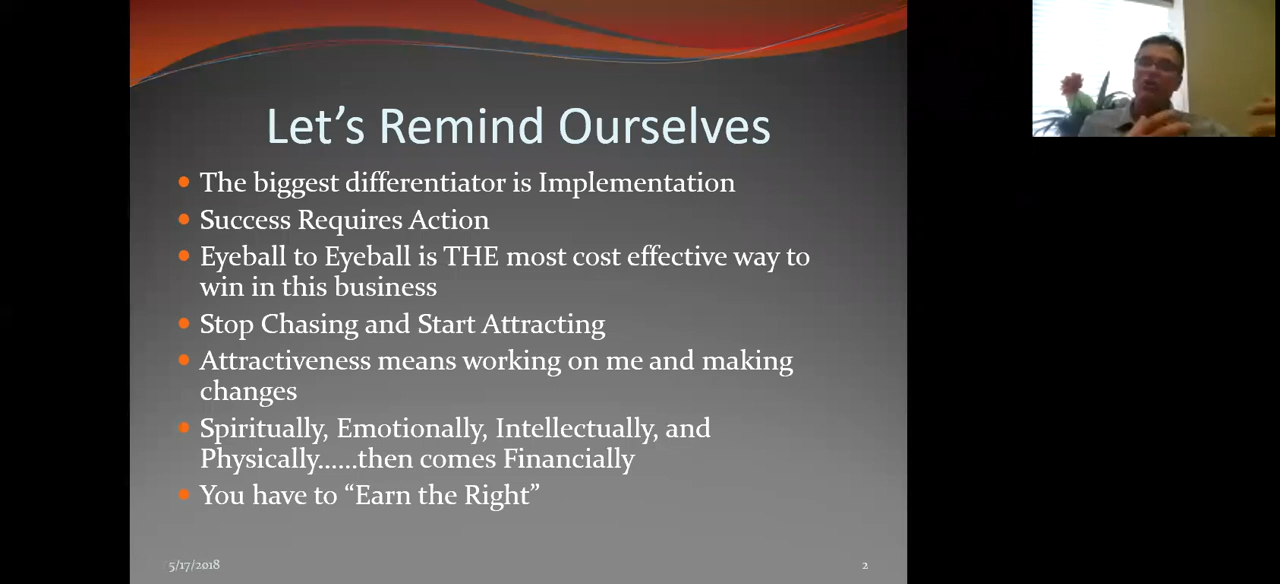 Let's Remind Ourselves
The biggest differentiator is Implementation
Success Requires Action
Eyeball to Eyeball is THE most cost effective way to
win in this business
Stop Chasing and Start Attracting
Attractiveness means working on me and making
changes
Spiritually, Emotionally, Intellectually, and
Physically......then comes Financially
You have to “Earn the Right”
5/17/2018
2